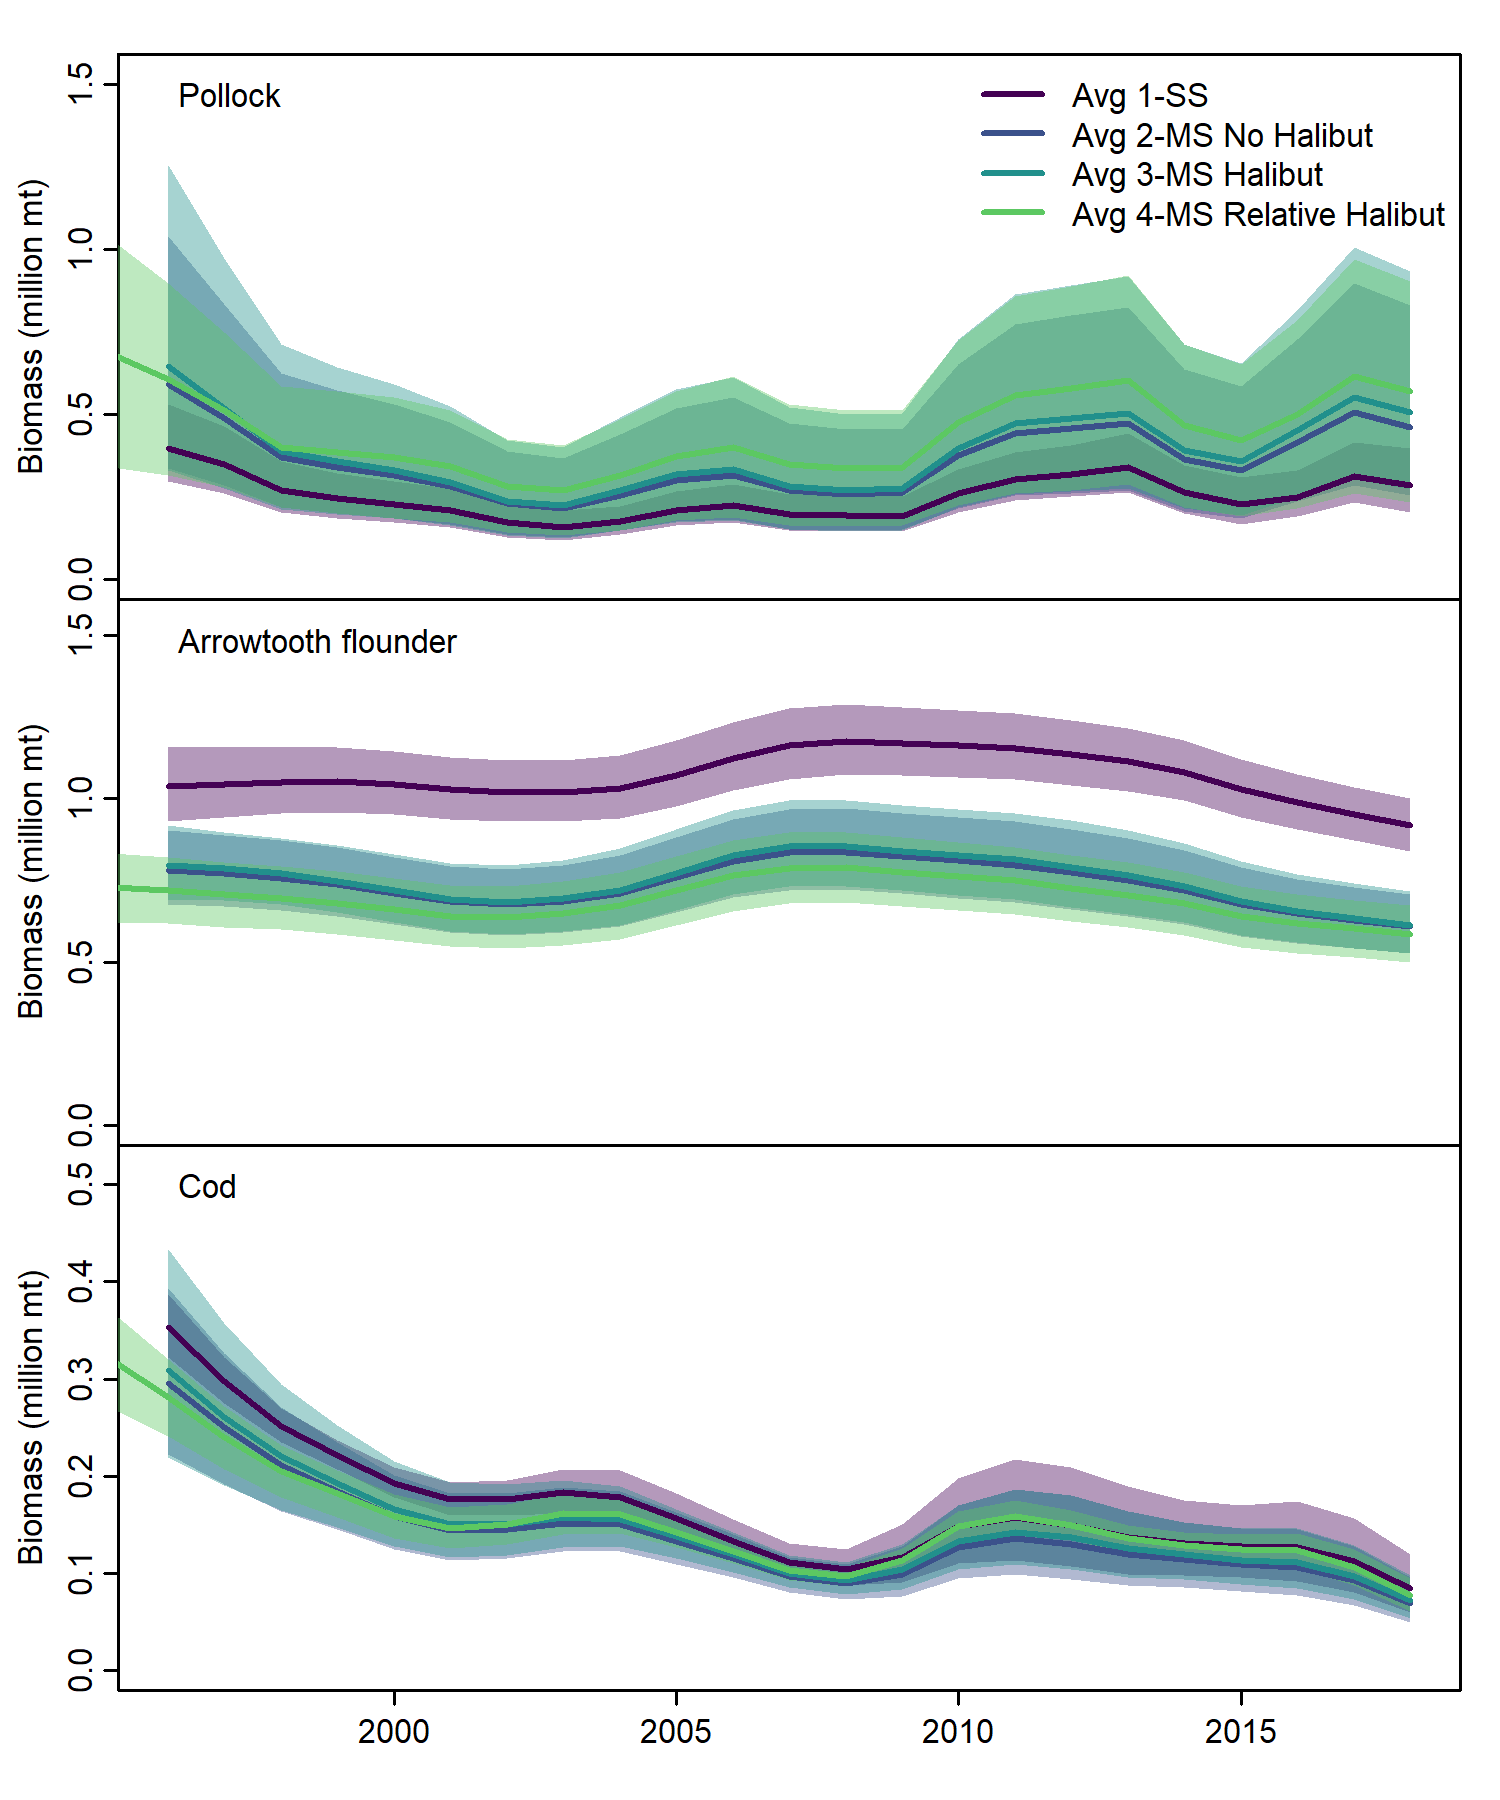 Pollock
Avg 1-SS
Avg 2-MS No Halibut
Avg 3-MS Halibut
Avg 4-MS Relative Halibut
Biomass (million mt)
1.5
1.0
0.5
0.0
Arrowtooth flounder
Biomass (million mt)
1.5
1.0
0.5
0.0
Cod
Biomass (million mt)
0.5
0.4
0.3
0.2
0.1
0.0
2000 2005 2010 2015